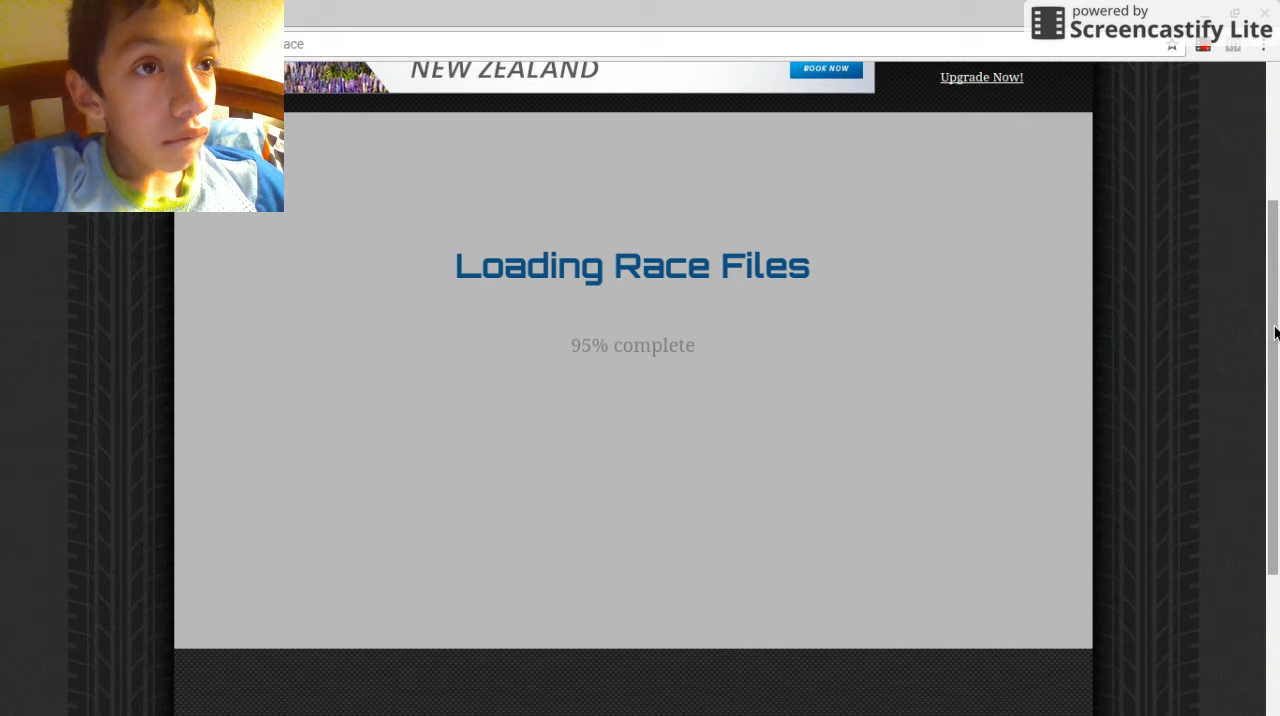 powered by
Screencastify Lite
ace
NEW ZEALAND
BOOK NOW
Upgrade Now!
Loading Race Files
95% complete